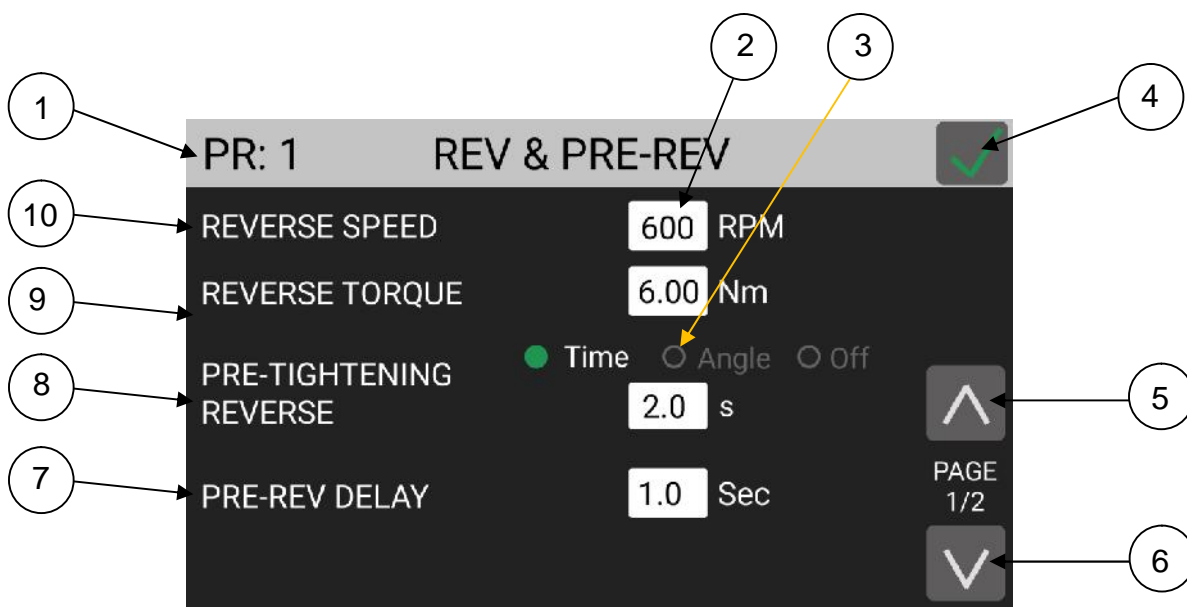 2
3
1
4
PR: 1 REV & PRE-REV
10
REVERSE SPEED 600 RPM
9
REVERSE TORQUE 6.00 Nm
Time Angle Off
8
PRE-TIGHTENING
REVERSE 2.0 s
5
7
PRE-REV DELAY 1.0 Sec
PAGE
1/2
6